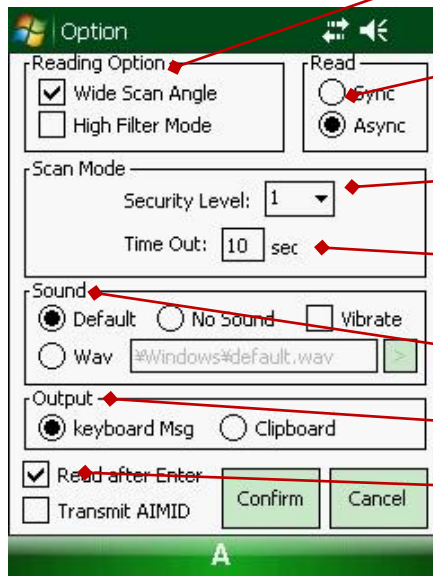 Option
Reading Option
Wide Scan Angle
High Filter Mode
Read
Sync
Async
Scan Mode
Security Level: 1
Time Out: 10 sec
Sound
Default No Sound Vibrate
Wav ¥Windows¥default.wav >
Output
keyboard Msg Clipboard
Read after Enter
Transmit AIMID
Confirm Cancel
A